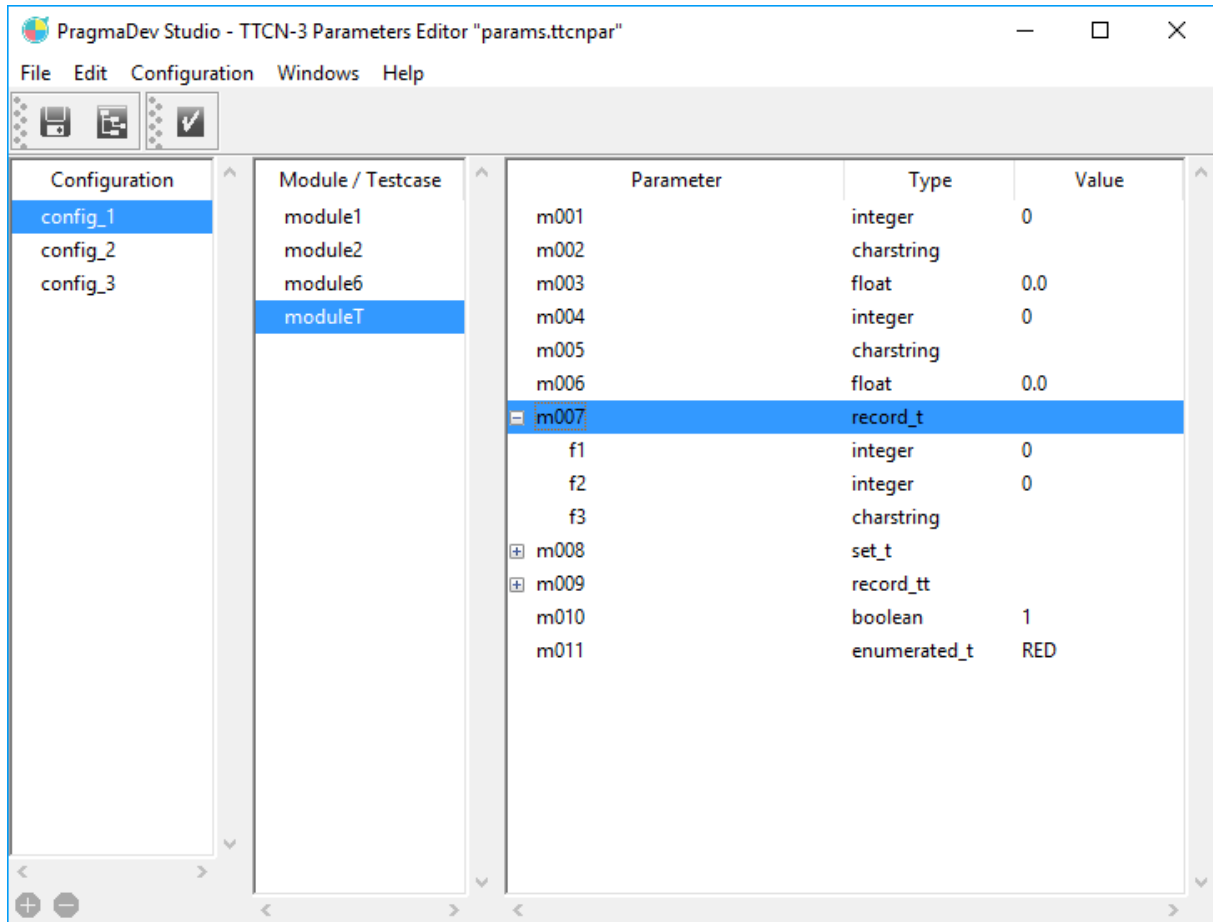 PragmaDev Studio - TTCN-3 Parameters Editor "params.ttcnpar"
File Edit Configuration Windows Help
Configuration
config_1
config_2
config_3
Module / Testcase
module1
module2
module6
moduleT
Parameter Type Value
m001 integer 0
m002 charstring
m003 float 0.0
m004 integer 0
m005 charstring
m006 float 0.0
m007 record_t
f1 integer 0
f2 integer 0
f3 charstring
m008 set_t
m009 record_tt
m010 boolean 1
m011 enumerated_t RED